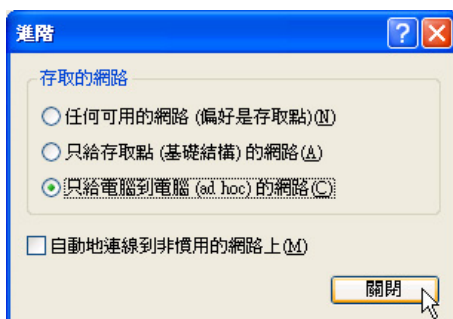 進階
存取的網路
任何可用的網路 (偏好是存取點)(N)
只給存取點 (基礎結構) 的網路(A)
只給電腦到電腦 (ad hoc) 的網路(C)
自動地連線到非慣用的網路上(M)
關閉